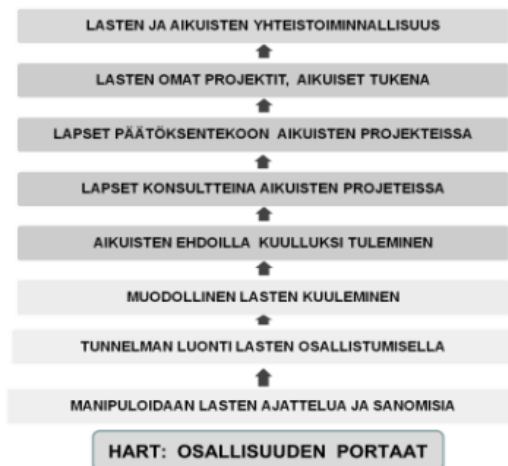 LASTEN JA AIKUISTEN YHTEISTOIMINNALLISUUS
LASTEN OMAT PROJEKTIT, AIKUISET TUKENA
LAPSET PÄÄTÖKSENTEKOON AIKUISTEN PROJEKTEISSA
LAPSET KONSULTTEINA AIKUISTEN PROJETEISSA
AIKUISTEN EHDOILLA KUULLUKSI TULEMINEN
MUODOLLINEN LASTEN KUULEMINEN
TUNNELMAN LUONTI LASTEN OSALLISTUMISELLA
MANIPULOIDAAN LASTEN AJATTELUA JA SANOMISIA
HART: OSALLISUUDEN PORTAAT